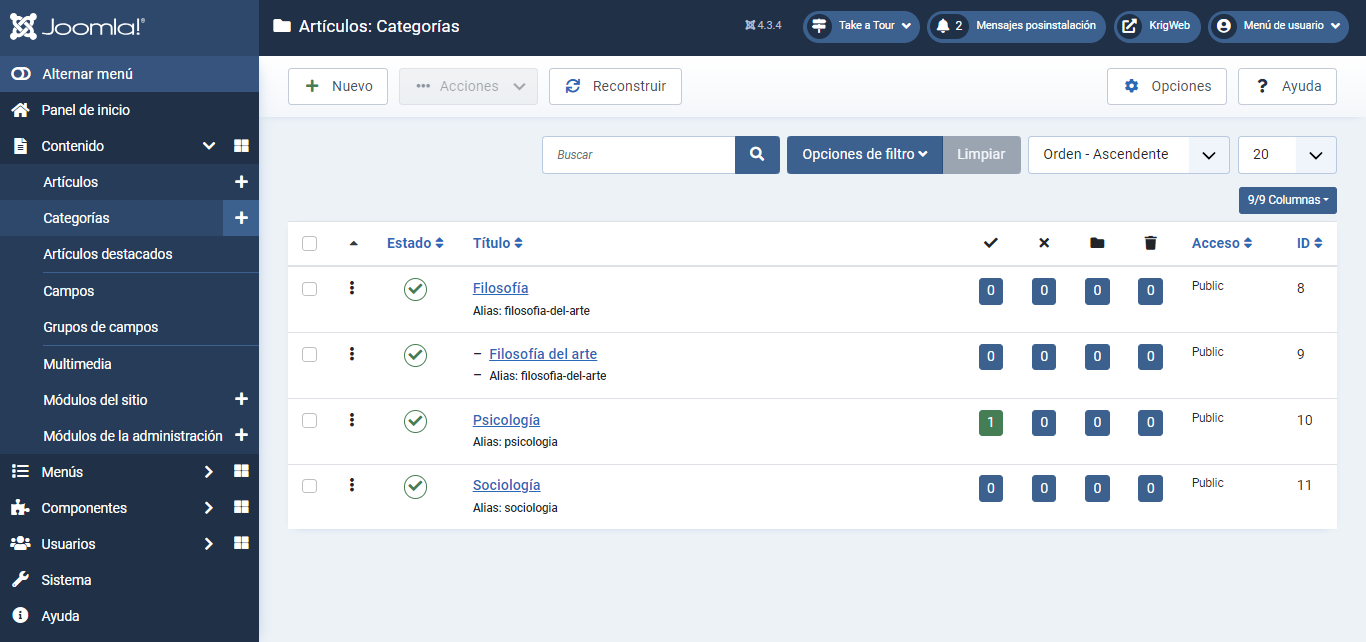 Joomla!®
Artículos: Categorías
4.3.4
Take a Tour
2 Mensajes posinstalación
KrigWeb
Menú de usuario
Alternar menú
Panel de inicio
Contenido
Artículos
Categorías
Artículos destacados
Campos
Grupos de campos
Multimedia
Módulos del sitio
Módulos de la administración
Menús
Componentes
Usuarios
Sistema
Ayuda
Nuevo
Acciones
Reconstruir
Opciones
Ayuda
Buscar
Opciones de filtro
Limpiar
Orden - Ascendente
20
9/9 Columnas
Estado Título Acceso ID
Filosofía 0 0 0 0 Public 8
Alias: filosofia-del-arte
– Filosofía del arte 0 0 0 0 Public 9
– Alias: filosofia-del-arte
Psicología 1 0 0 0 Public 10
Alias: psicologia
Sociología 0 0 0 0 Public 11
Alias: sociologia